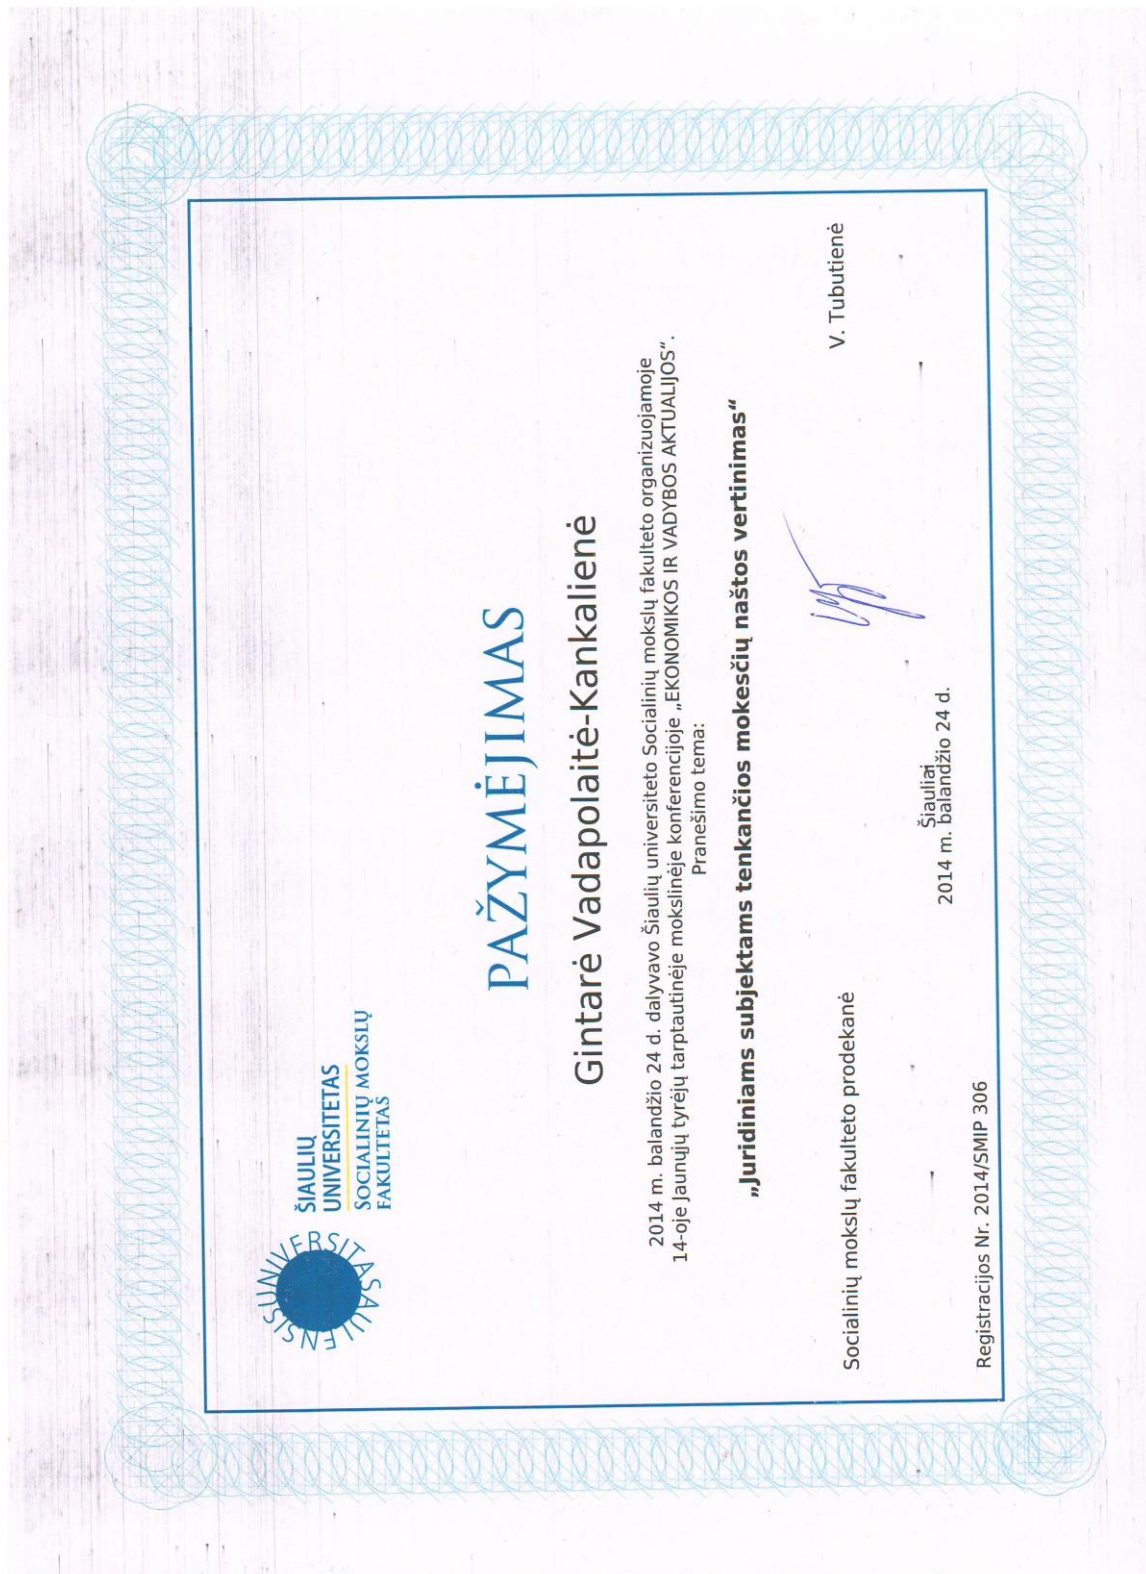 UNIVERSITAS SAULENSIS
ŠIAULIŲ
UNIVERSITETAS
SOCIALINIŲ MOKSLŲ
FAKULTETAS
PAŽYMĖJIMAS
Gintarė Vadapolaitė-Kankalienė
2014 m. balandžio 24 d. dalyvavo Šiaulių universiteto Socialinių mokslų fakulteto organizuojamoje
14-oje Jaunųjų tyrėjų tarptautinėje mokslinėje konferencijoje „EKONOMIKOS IR VADYBOS AKTUALIJOS“.
Pranešimo tema:
„Juridiniams subjektams tenkančios mokesčių naštos vertinimas“
Socialinių mokslų fakulteto prodekanė V. Tubutienė
Šiauliai
2014 m. balandžio 24 d.
Registracijos Nr. 2014/SMIP 306